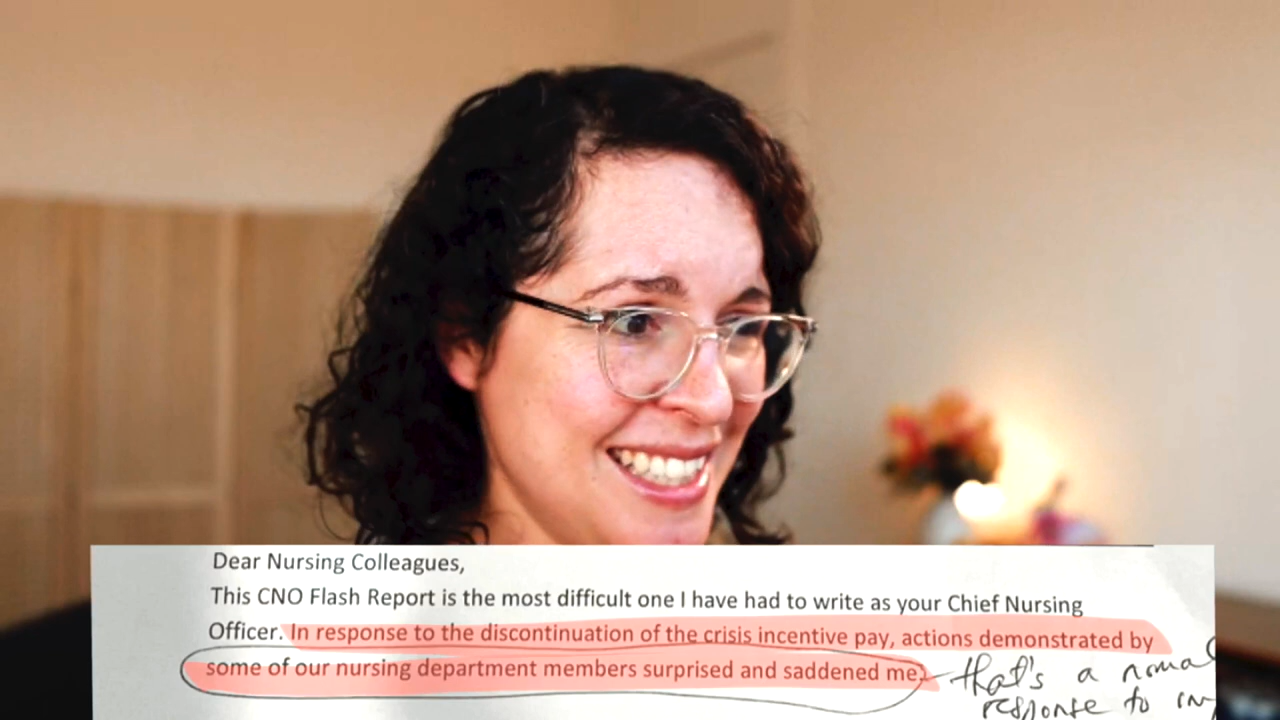 Dear Nursing Colleagues,
This CNO Flash Report is the most difficult one I have had to write as your Chief Nursing
Officer. In response to the discontinuation of the crisis incentive pay, actions demonstrated by
some of our nursing department members surprised and saddened me.
that's a normal
response to